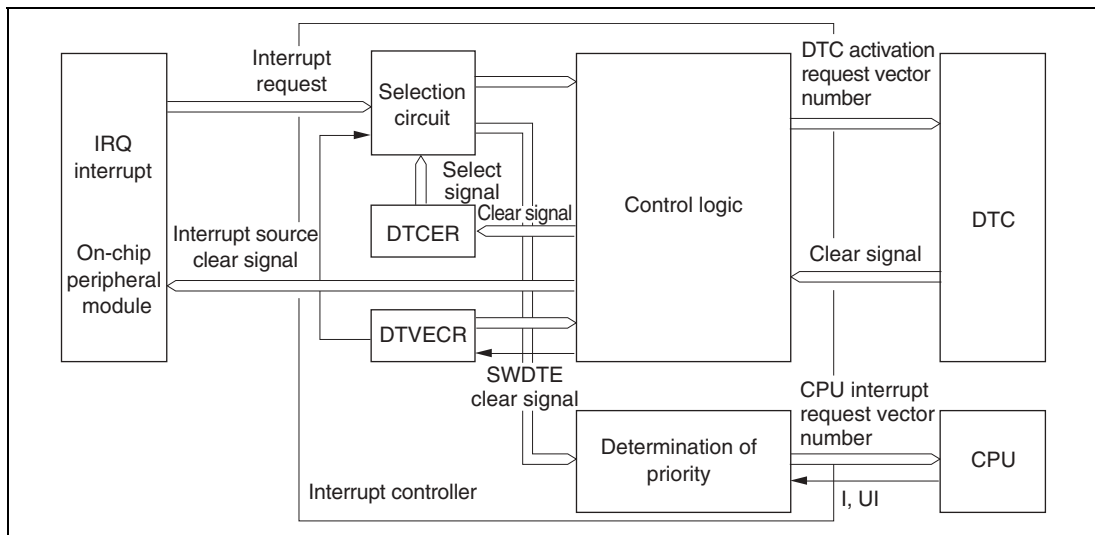 Interrupt
request
Selection
circuit
DTC activation
request vector
number
IRQ
interrupt
On-chip
peripheral
module
Select
signal
DTCER
Clear signal
Control logic
DTC
Interrupt source
clear signal
Clear signal
DTVECR
SWDTE
clear signal
CPU interrupt
request vector
number
Determination of
priority
CPU
I, UI
Interrupt controller